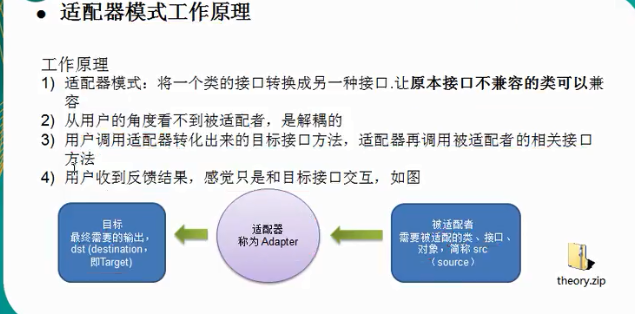 ● 适配器模式工作原理
工作原理
1) 适配器模式：将一个类的接口转换成另一种接口.让原本接口不兼容的类可以兼
容
2) 从用户的角度看不到被适配者，是解耦的
3) 用户调用适配器转化出来的目标接口方法，适配器再调用被适配者的相关接口
方法
4) 用户收到反馈结果，感觉只是和目标接口交互，如图
目标
最终需要的输出，
dst (destination，
即Target)
适配器
称为 Adapter
被适配者
需要被适配的类、接口、
对象，简称 src
（source）
theory.zip